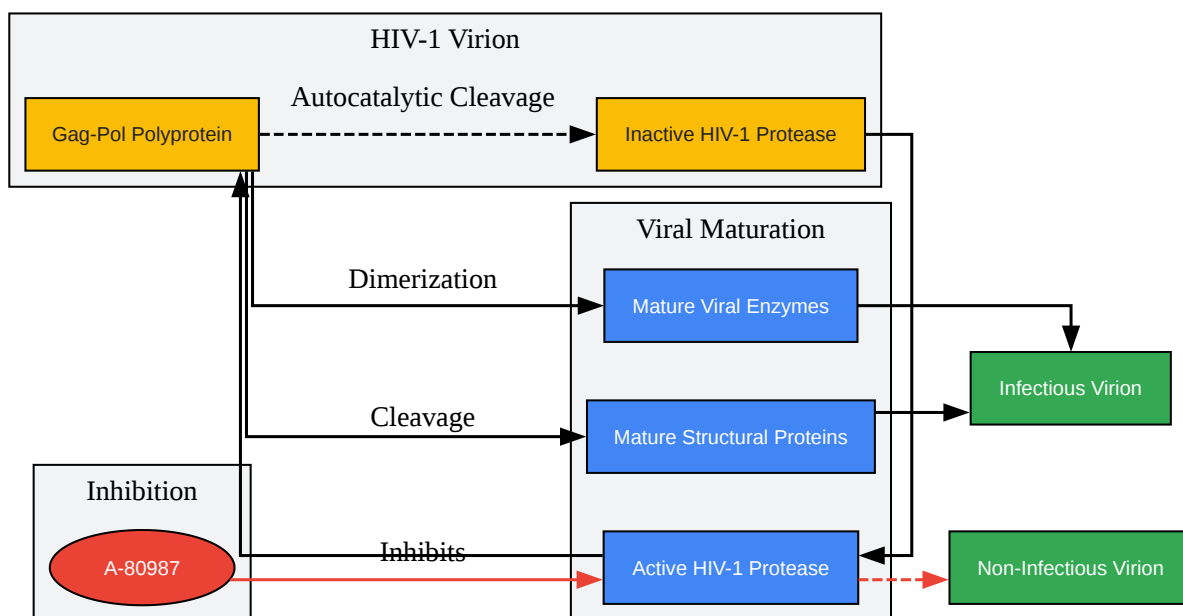 HIV-1 Virion
Autocatalytic Cleavage
Gag-Pol Polyprotein
Inactive HIV-1 Protease
Viral Maturation
Dimerization
Mature Viral Enzymes
Infectious Virion
Cleavage
Mature Structural Proteins
Inhibition
Inhibits
A-80987
Active HIV-1 Protease
Non-Infectious Virion